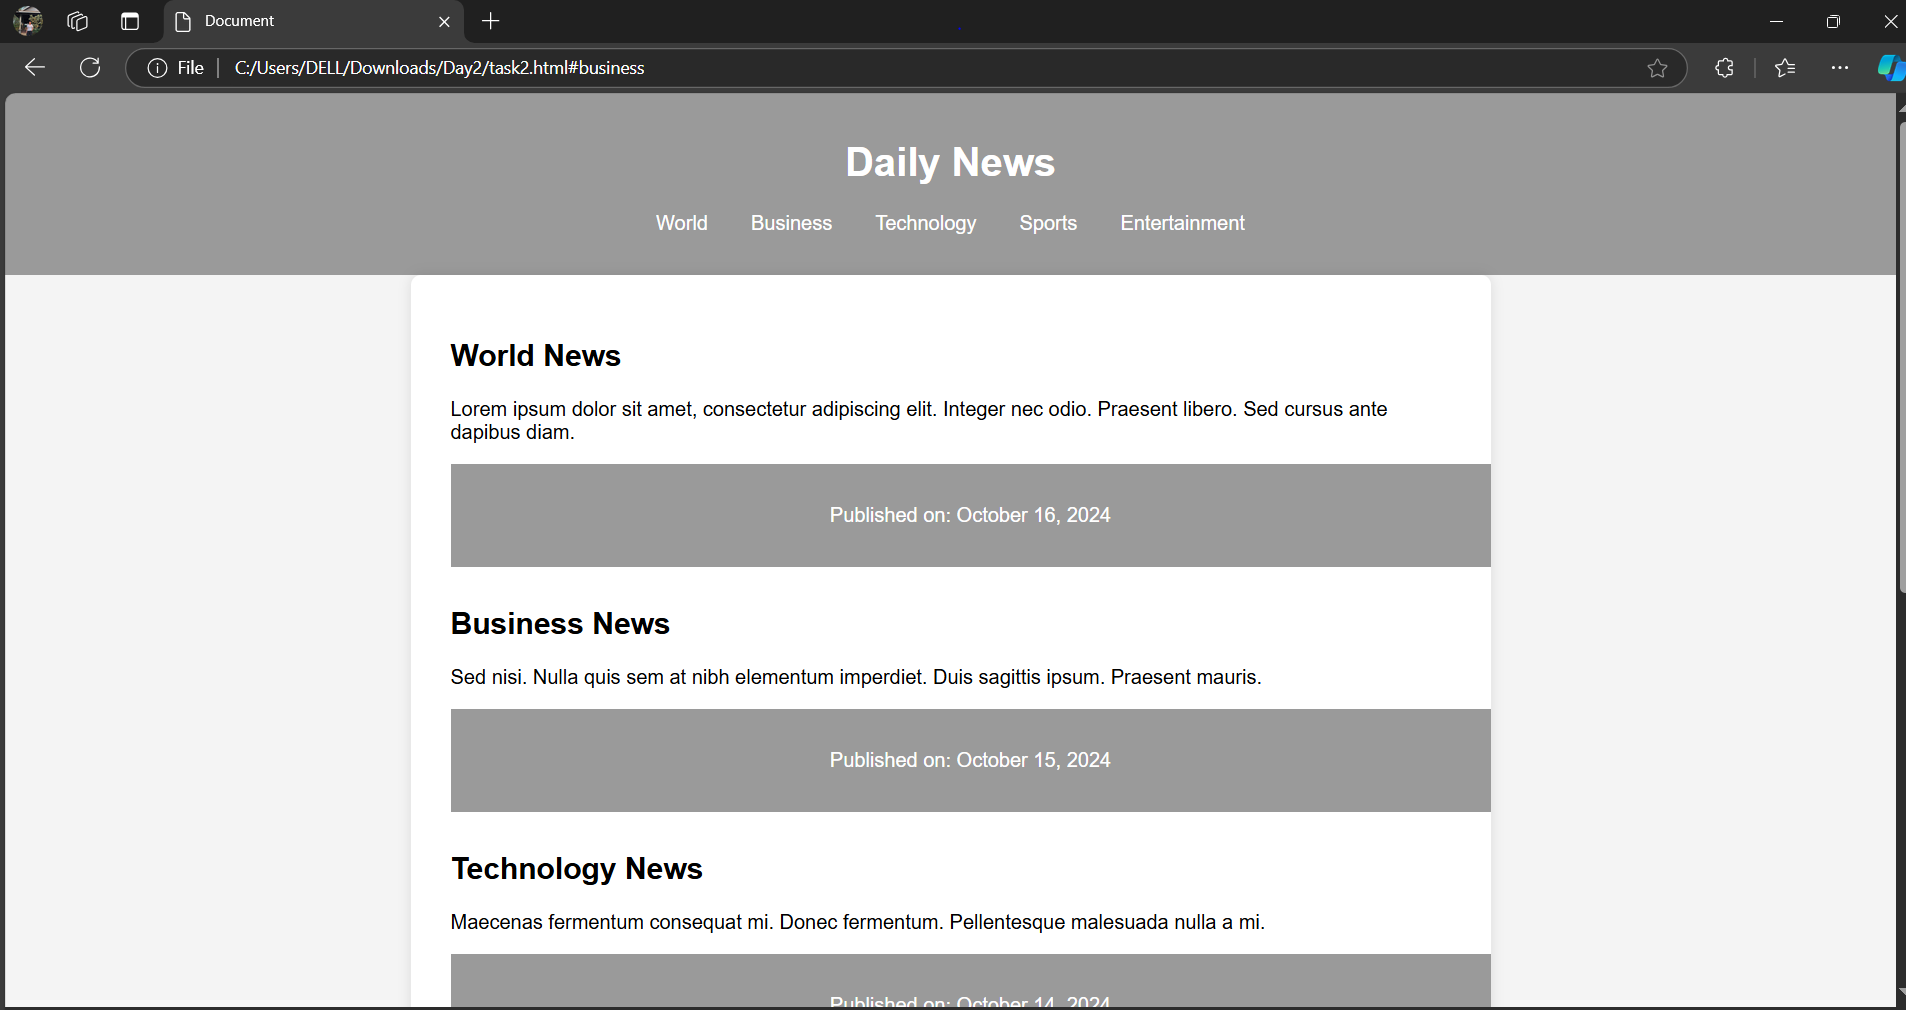 Document
File
C:/Users/DELL/Downloads/Day2/task2.html#business
Daily News
World Business Technology Sports Entertainment
World News
Lorem ipsum dolor sit amet, consectetur adipiscing elit. Integer nec odio. Praesent libero. Sed cursus ante
dapibus diam.
Published on: October 16, 2024
Business News
Sed nisi. Nulla quis sem at nibh elementum imperdiet. Duis sagittis ipsum. Praesent mauris.
Published on: October 15, 2024
Technology News
Maecenas fermentum consequat mi. Donec fermentum. Pellentesque malesuada nulla a mi.
Published on: October 14, 2024